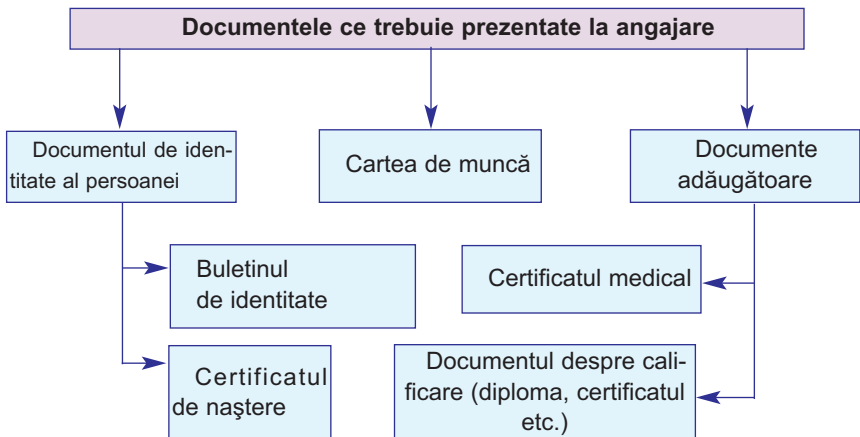 Documentele ce trebuie prezentate la angajare
Documentul de iden-
titate al persoanei
Cartea de muncă
Documente
adăugătoare
Buletinul
de identitate
Certificatul medical
Certificatul
de naştere
Documentul despre cali-
ficare (diploma, certificatul
etc.)